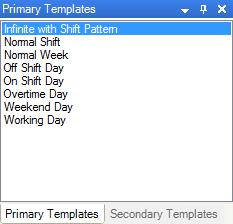 Primary Templates
Infinite with Shift Pattern
Normal Shift
Normal Week
Off Shift Day
On Shift Day
Overtime Day
Weekend Day
Working Day
Primary Templates Secondary Templates